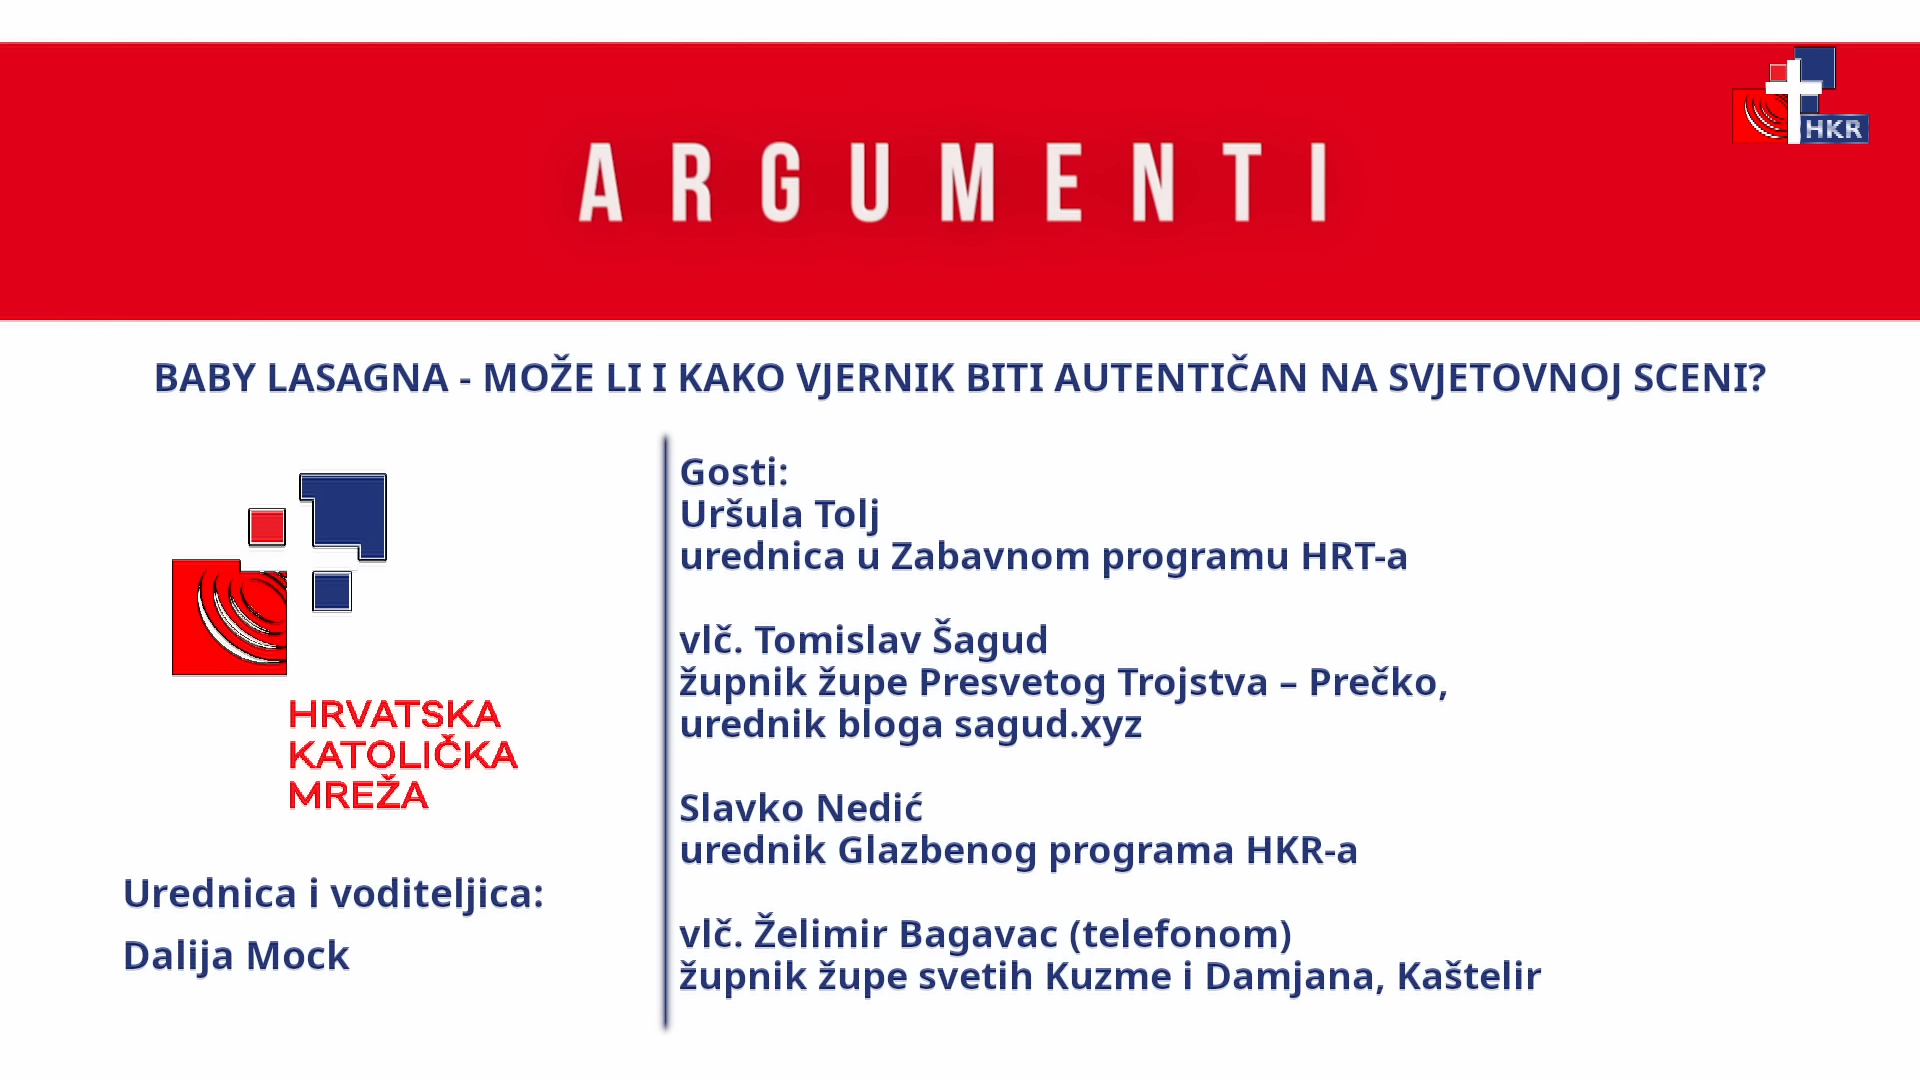 ARGUMENTI
HKR
BABY LASAGNA - MOŽE LI I KAKO VJERNIK BITI AUTENTIČAN NA SVJETOVNOJ SCENI?
HRVATSKA
KATOLIČKA
MREŽA
Urednica i voditeljica:
Dalija Mock
Gosti:
Uršula Tolj
urednica u Zabavnom programu HRT-a
vlč. Tomislav Šagud
župnik župe Presvetog Trojstva – Prečko,
urednik bloga sagud.xyz
Slavko Nedić
urednik Glazbenog programa HKR-a
vlč. Želimir Bagavac (telefonom)
župnik župe svetih Kuzme i Damjana, Kaštelir